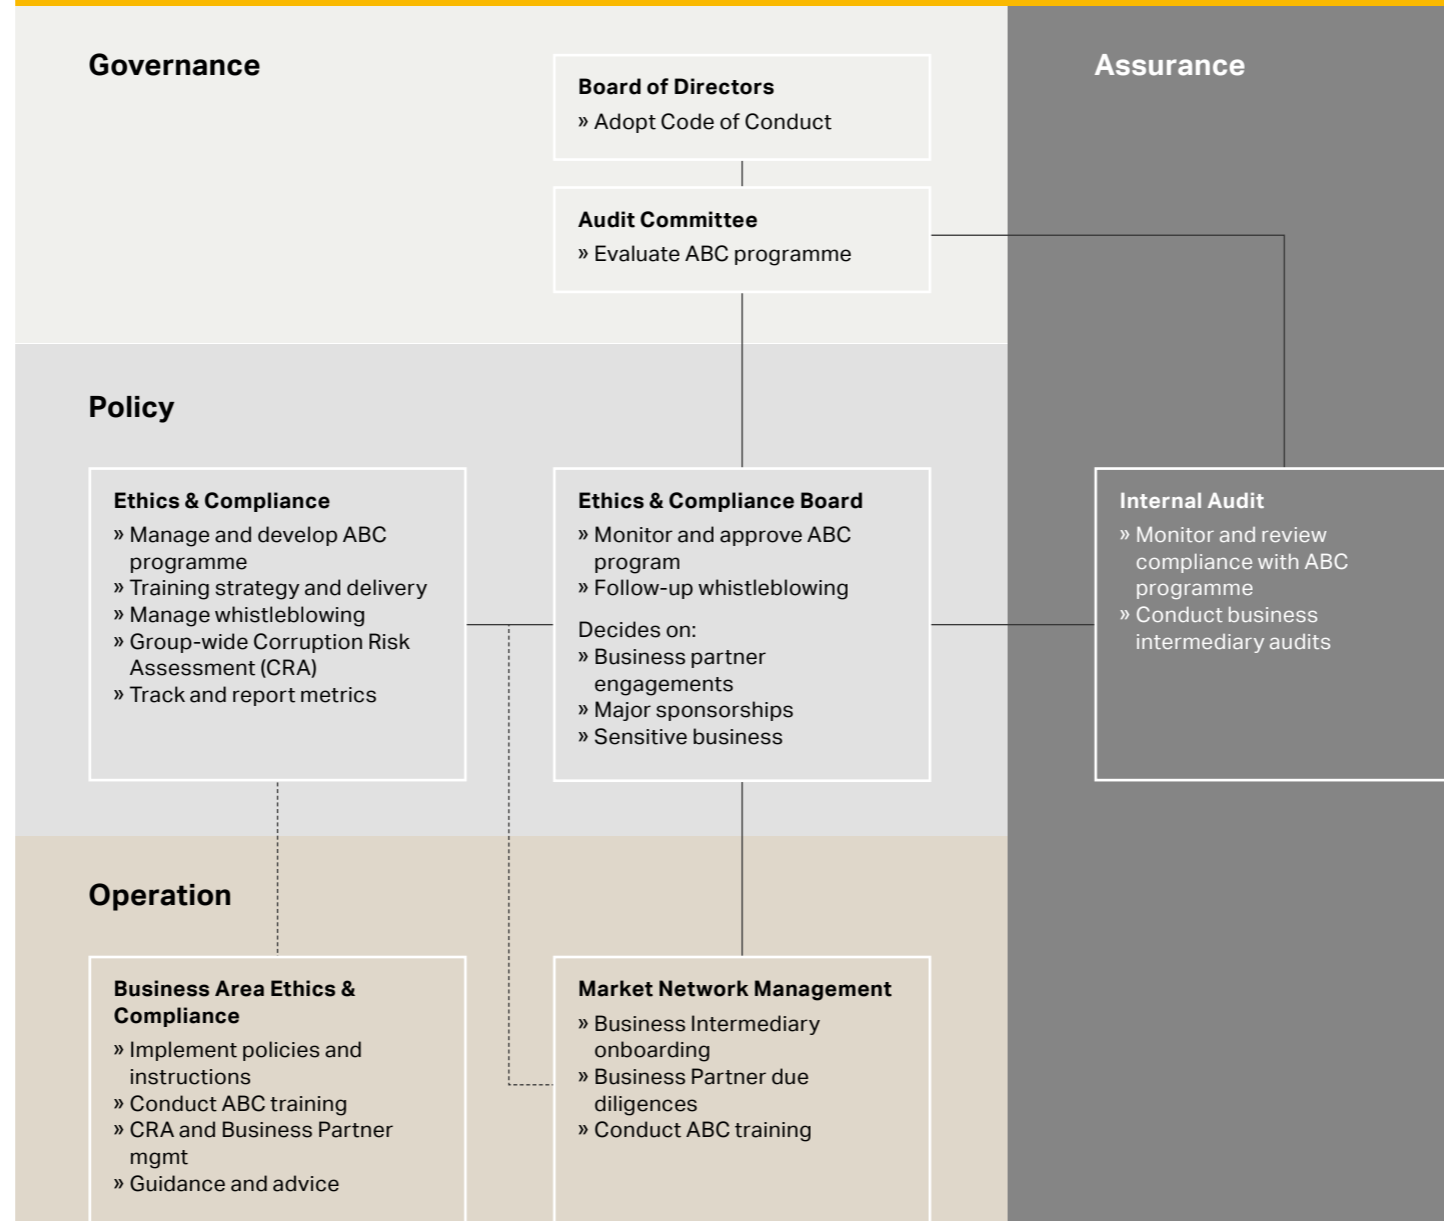 Governance
Assurance
Board of Directors
» Adopt Code of Conduct
Audit Committee
» Evaluate ABC programme
Policy
Ethics & Compliance
» Manage and develop ABC
programme
» Training strategy and delivery
» Manage whistleblowing
» Group-wide Corruption Risk
Assessment (CRA)
» Track and report metrics
Ethics & Compliance Board
» Monitor and approve ABC
program
» Follow-up whistleblowing
Decides on:
» Business partner
engagements
» Major sponsorships
» Sensitive business
Internal Audit
» Monitor and review
compliance with ABC
programme
» Conduct business
intermediary audits
Operation
Business Area Ethics &
Compliance
» Implement policies and
instructions
» Conduct ABC training
» CRA and Business Partner
mgmt
» Guidance and advice
Market Network Management
» Business Intermediary
onboarding
» Business Partner due
diligences
» Conduct ABC training